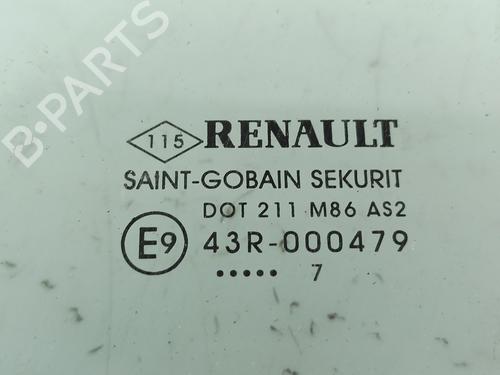 B-PARTS
115 RENAULT
SAINT-GOBAIN SEKURIT
DOT 211 M86 AS2
E9 43R-000479
..... 7